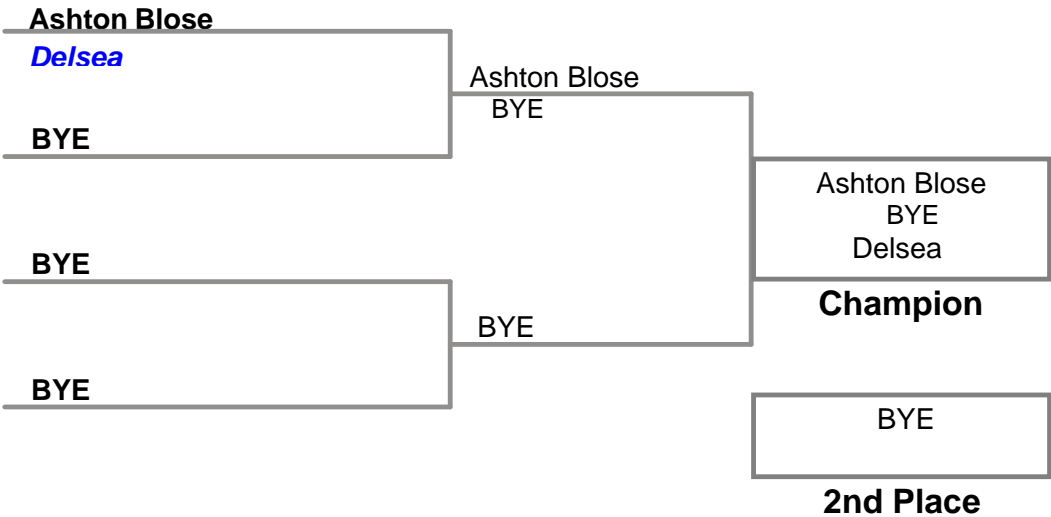 Ashton Blose
Delsea
BYE
BYE
BYE
Ashton Blose
BYE
BYE
Ashton Blose
BYE
Delsea
Champion
BYE
2nd Place